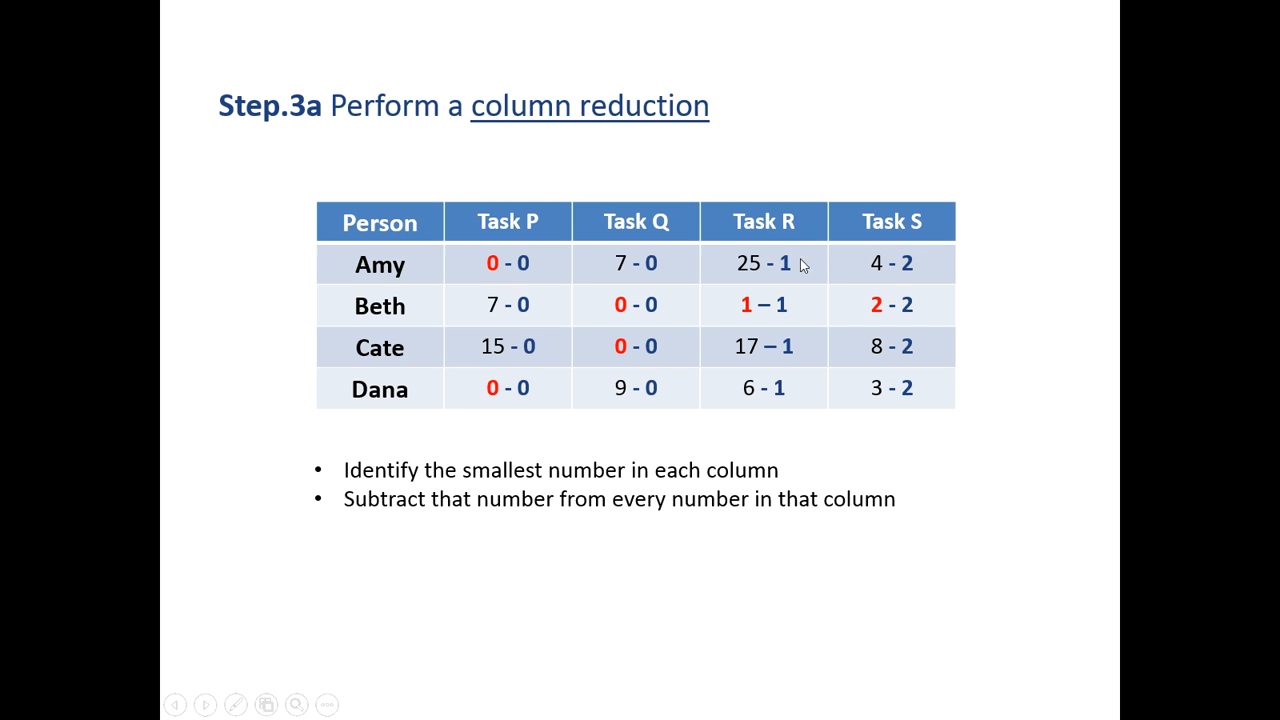 Step.3a Perform a column reduction
Person Task P Task Q Task R Task S
Amy 0 - 0 7 - 0 25 - 1 4 - 2
Beth 7 - 0 0 - 0 1 – 1 2 - 2
Cate 15 - 0 0 - 0 17 – 1 8 - 2
Dana 0 - 0 9 - 0 6 - 1 3 - 2
• Identify the smallest number in each column
• Subtract that number from every number in that column